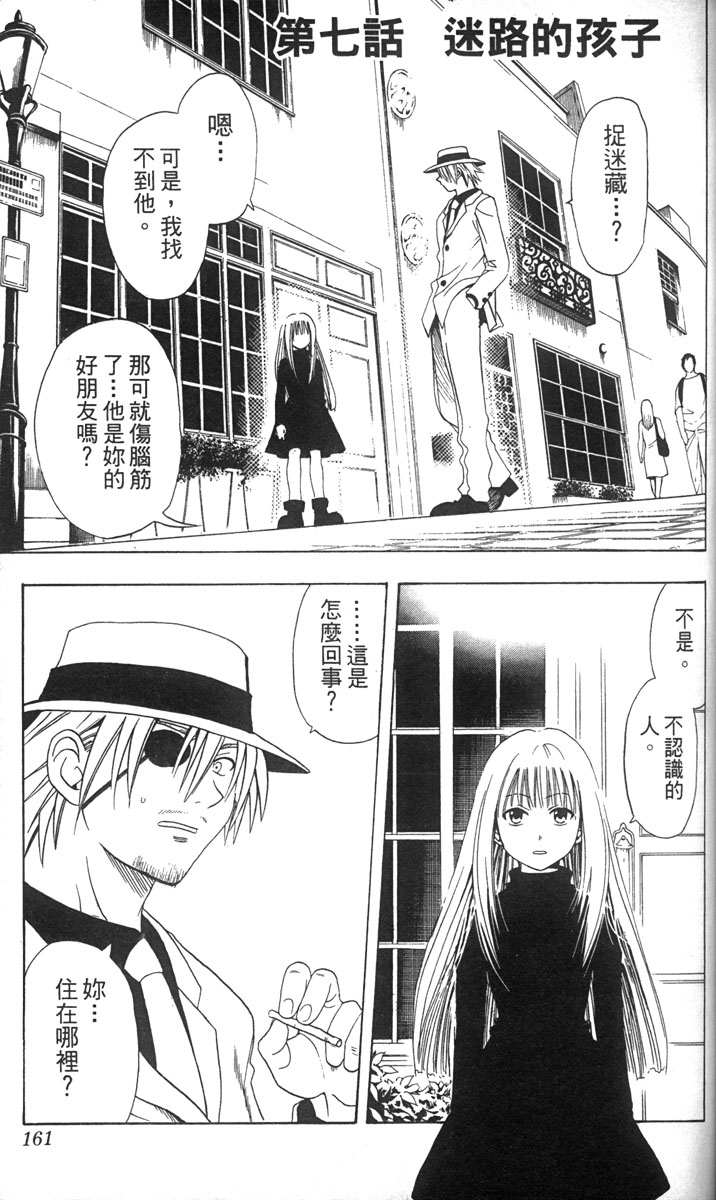 第七話　迷路的孩子
捉迷藏…？
嗯…
可是，我找
不到他。
那可就傷腦筋
了…他是妳的
好朋友嗎？
不是。
不認識的
人。
……這是
怎麼回事？
妳…
住在哪裡？
161